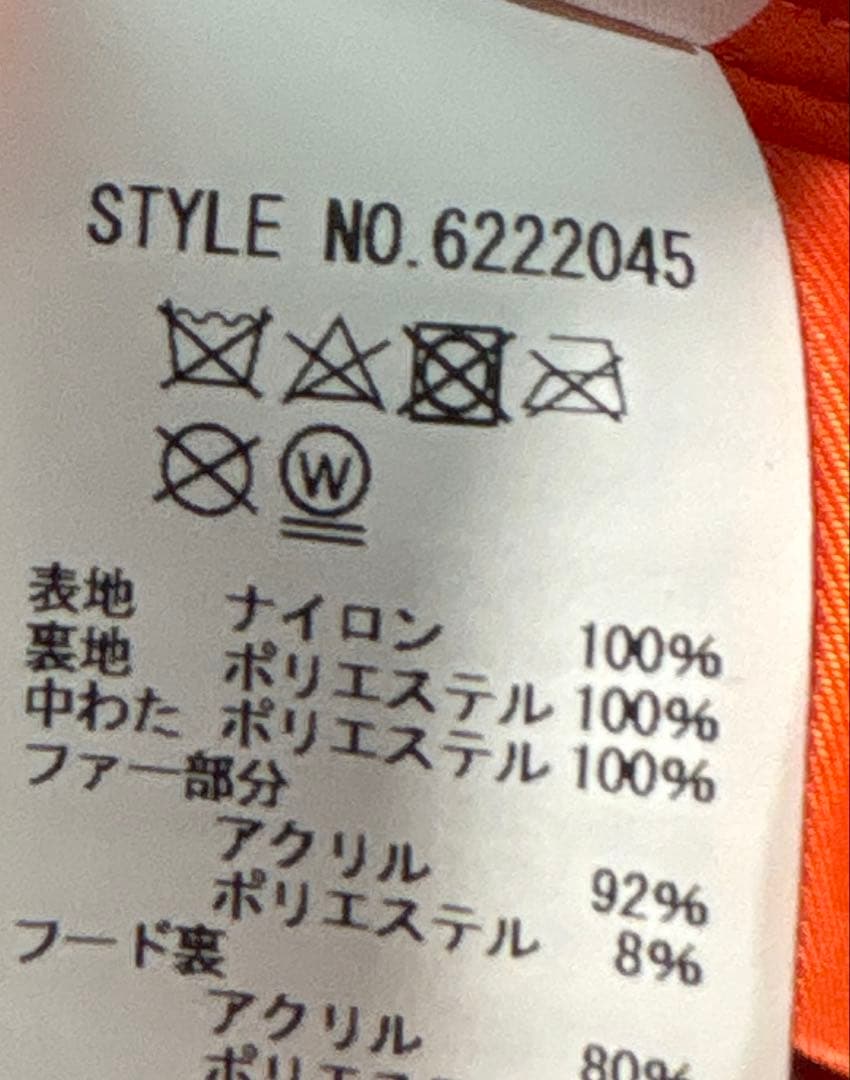 STYLE NO.6222045
W
表地 ナイロン 100%
裏地 ポリエステル 100%
中わた ポリエステル 100%
ファー部分
アクリル 92%
ポリエステル 8%
フード裏
アクリル 80%